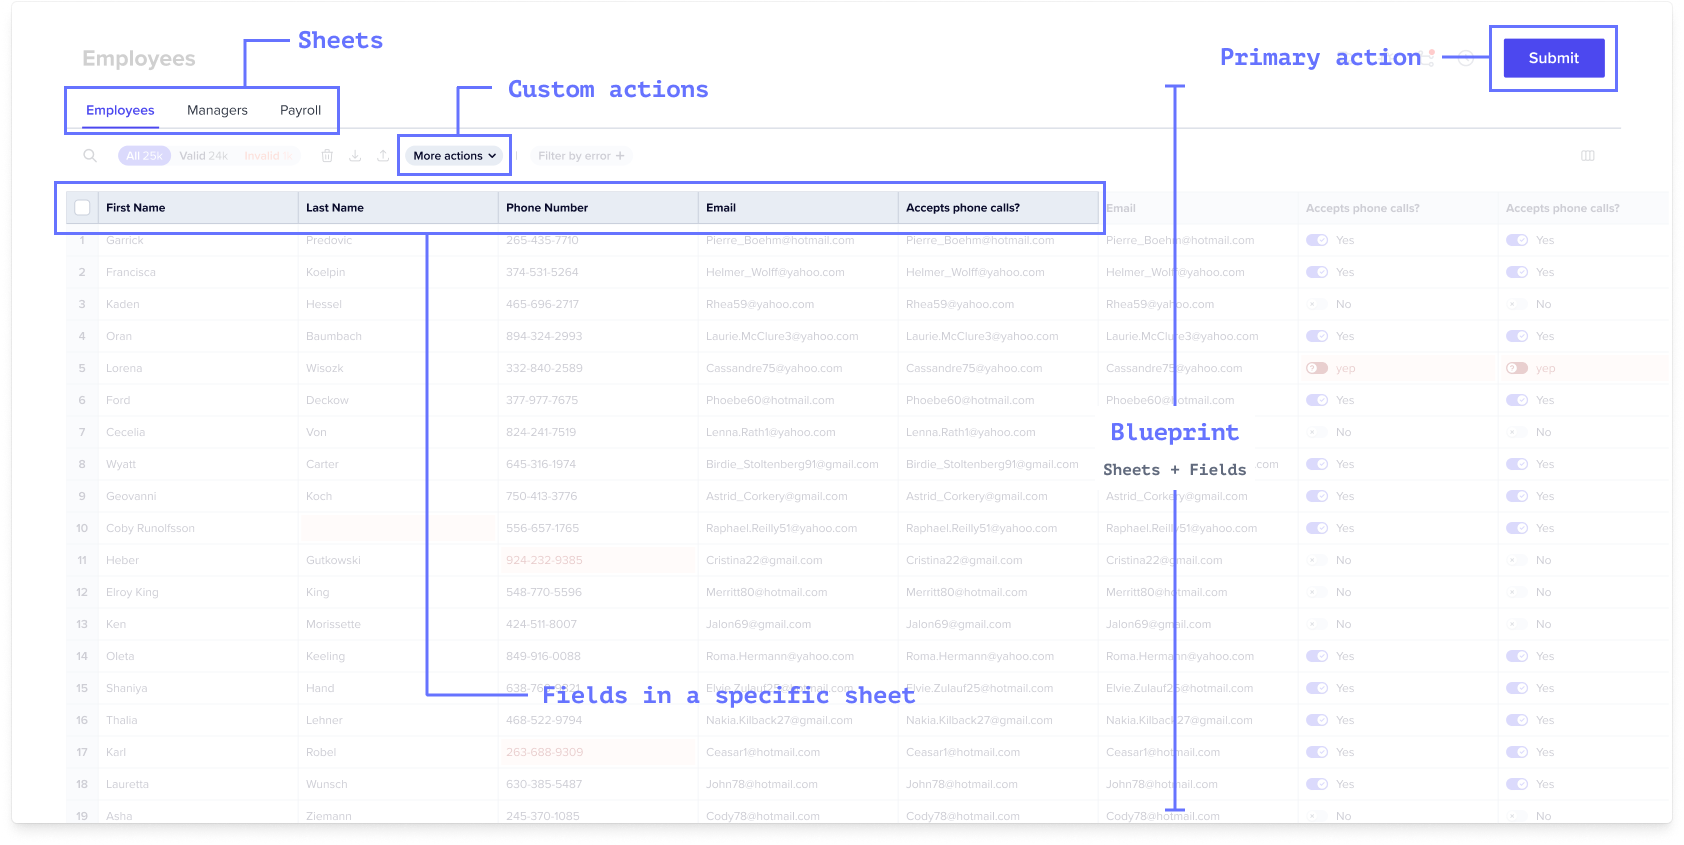 Sheets
Employees
Primary action
Submit
Custom actions
Employees Managers Payroll
All 25k Valid 24k Invalid 1k More actions Filter by error +
First Name Last Name Phone Number Email Accepts phone calls? Email Accepts phone calls? Accepts phone calls?
1 Garrick Predovic 265-435-7710 Pierre_Boehm@hotmail.com Pierre_Boehm@hotmail.com Pierre_Boehm@hotmail.com Yes Yes
2 Francisca Koelpin 374-531-5264 Helmer_Wolff@yahoo.com Helmer_Wolff@yahoo.com Helmer_Wolff@yahoo.com Yes Yes
3 Kaden Hessel 465-696-2717 Rhea59@yahoo.com Rhea59@yahoo.com Rhea59@yahoo.com No No
4 Oran Baumbach 894-324-2993 Laurie.McClure3@yahoo.com Laurie.McClure3@yahoo.com Laurie.McClure3@yahoo.com Yes Yes
5 Lorena Wisozk 332-840-2589 Cassandre75@yahoo.com Cassandre75@yahoo.com Cassandre75@yahoo.com yep yep
6 Ford Deckow 377-977-7675 Phoebe60@hotmail.com Phoebe60@hotmail.com Phoebe60@hotmail.com Yes Yes
7 Cecelia Von 824-241-7519 Lenna.Rath1@yahoo.com Lenna.Rath1@yahoo.com No No
Blueprint
8 Wyatt Carter 645-316-1974 Birdie_Stoltenberg91@gmail.com Birdie_Stoltenberg91@gmail.com .com Yes Yes
Sheets + Fields
9 Geovanni Koch 750-413-3776 Astrid_Corkery@gmail.com Astrid_Corkery@gmail.com Astrid_Corkery@gmail.com Yes Yes
10 Coby Runolfsson 556-657-1765 Raphael.Reilly51@yahoo.com Raphael.Reilly51@yahoo.com Raphael.Reilly51@yahoo.com Yes Yes
11 Heber Gutkowski 924-232-9385 Cristina22@gmail.com Cristina22@gmail.com Cristina22@gmail.com No No
12 Elroy King King 548-770-5596 Merritt80@hotmail.com Merritt80@hotmail.com Merritt80@hotmail.com No No
13 Ken Morissette 424-511-8007 Jalon69@gmail.com Jalon69@gmail.com Jalon69@gmail.com No No
14 Oleta Keeling 849-916-0088 Roma.Hermann@yahoo.com Roma.Hermann@yahoo.com Roma.Hermann@yahoo.com Yes Yes
15 Shaniya Hand Elvie.Zulauf25@hotmail.com Elvie.Zulauf25@hotmail.com Elvie.Zulauf25@hotmail.com Yes Yes
Fields in a specific sheet
16 Thalia Lehner 468-522-9794 Nakia.Kilback27@gmail.com Nakia.Kilback27@gmail.com Nakia.Kilback27@gmail.com Yes Yes
17 Karl Robel 263-688-9309 Ceasar1@hotmail.com Ceasar1@hotmail.com Ceasar1@hotmail.com Yes Yes
18 Lauretta Wunsch 630-385-5487 John78@hotmail.com John78@hotmail.com John78@hotmail.com Yes Yes
19 Asha Ziemann 245-370-1085 Cody78@hotmail.com Cody78@hotmail.com Cody78@hotmail.com No No